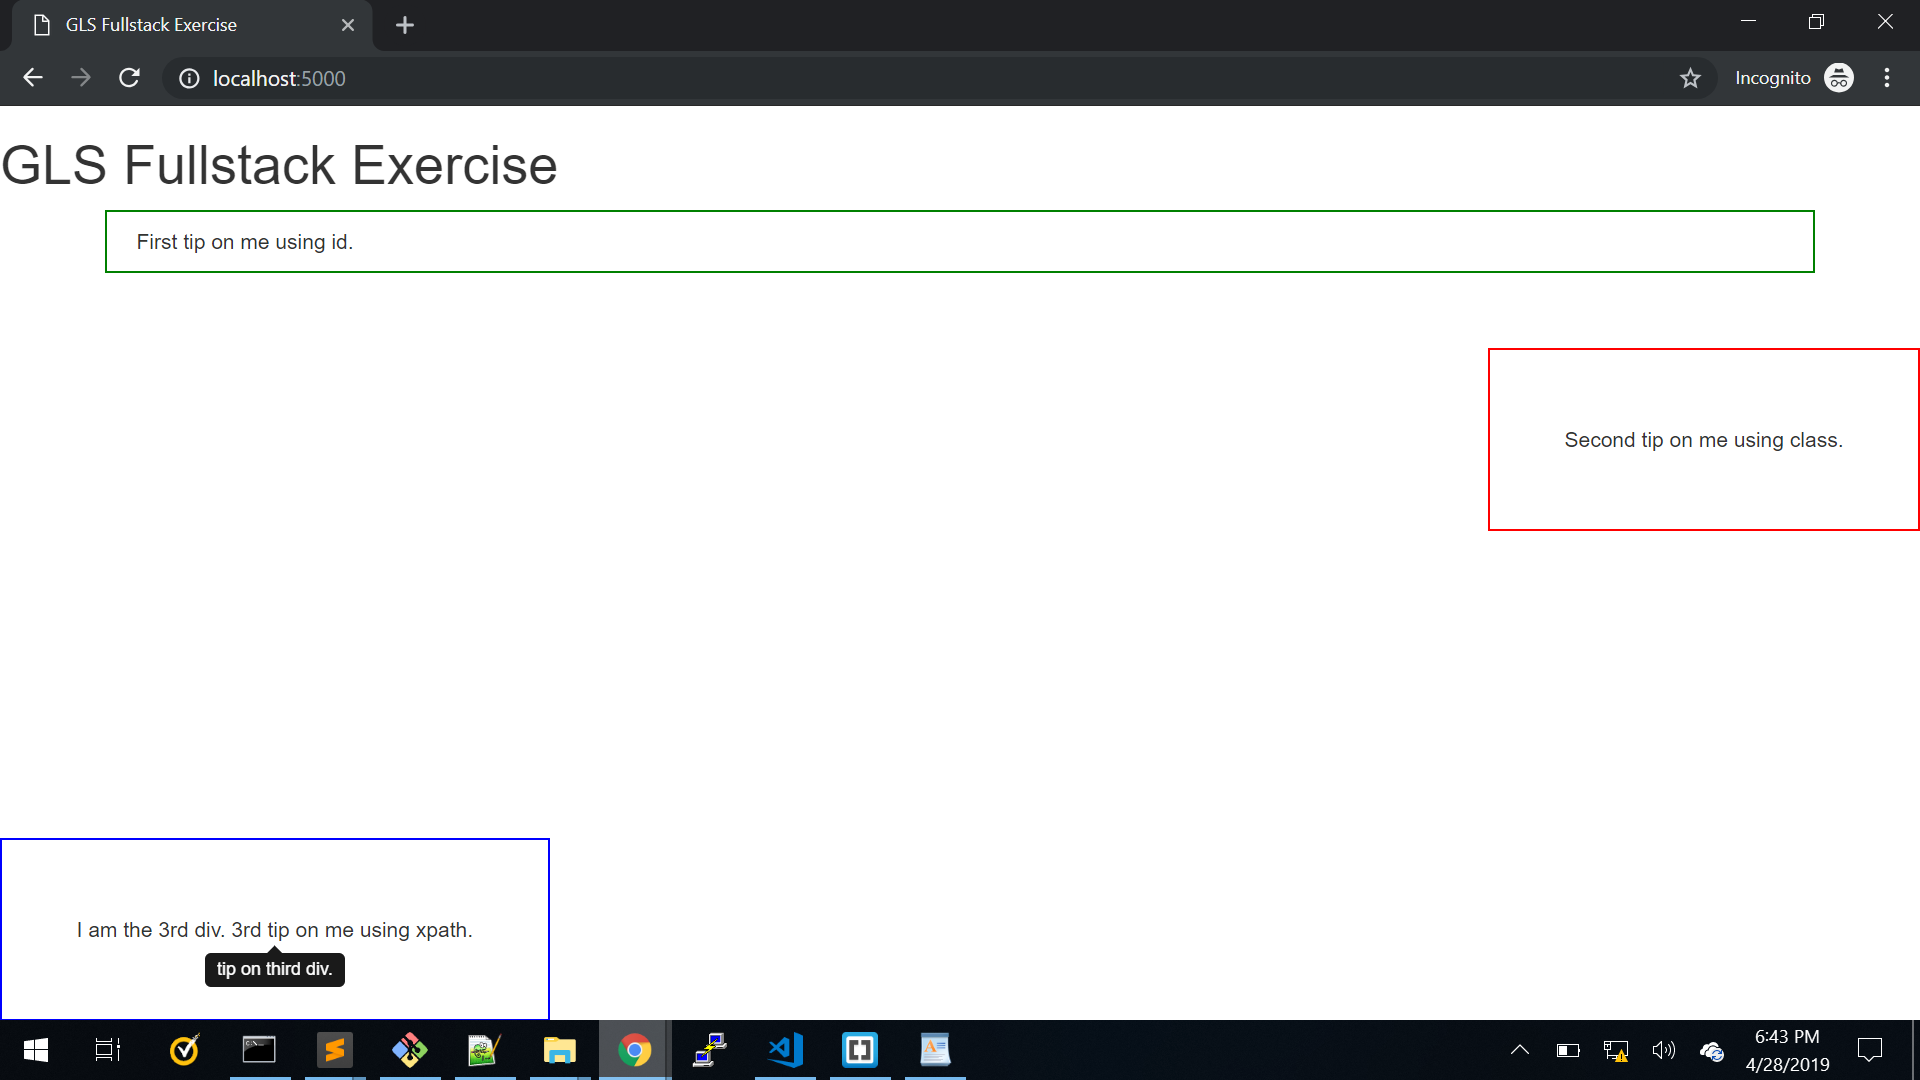 GLS Fullstack Exercise
localhost:5000
Incognito
GLS Fullstack Exercise
First tip on me using id.
Second tip on me using class.
I am the 3rd div. 3rd tip on me using xpath.
tip on third div.
6:43 PM
4/28/2019